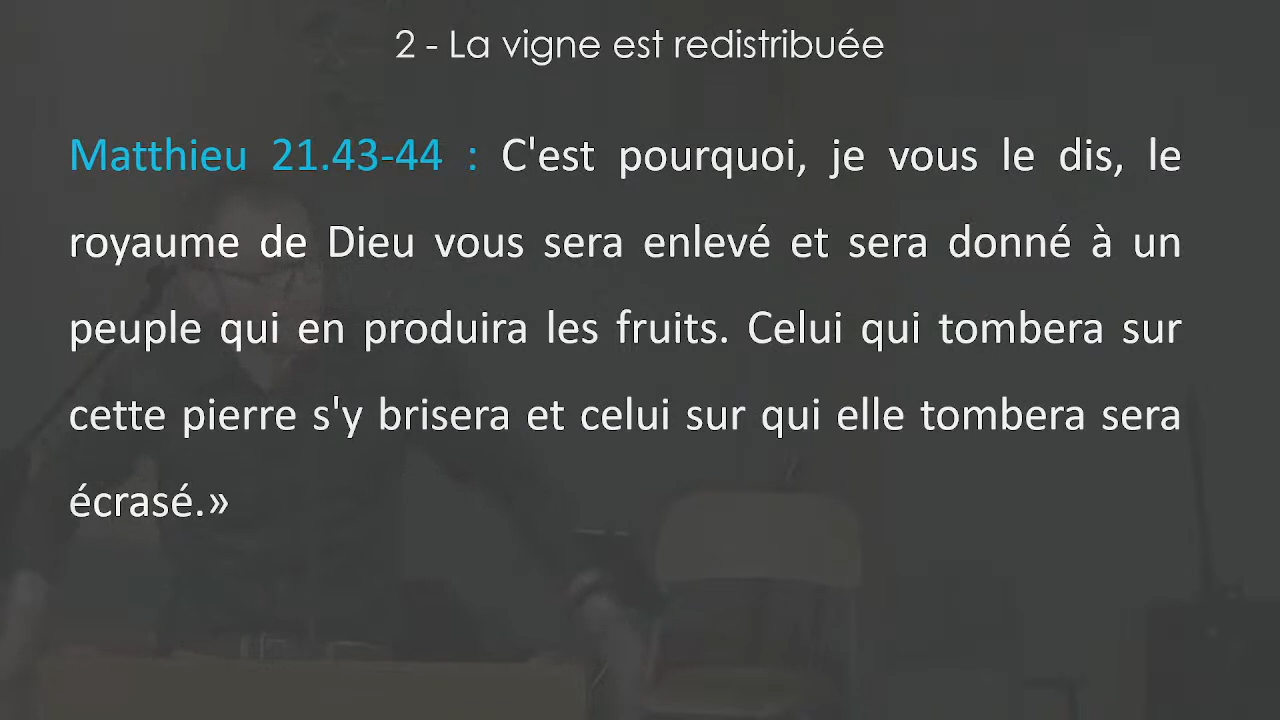 2 - La vigne est redistribuée
Matthieu 21.43-44 : C'est pourquoi, je vous le dis, le
royaume de Dieu vous sera enlevé et sera donné à un
peuple qui en produira les fruits. Celui qui tombera sur
cette pierre s'y brisera et celui sur qui elle tombera sera
écrasé.»